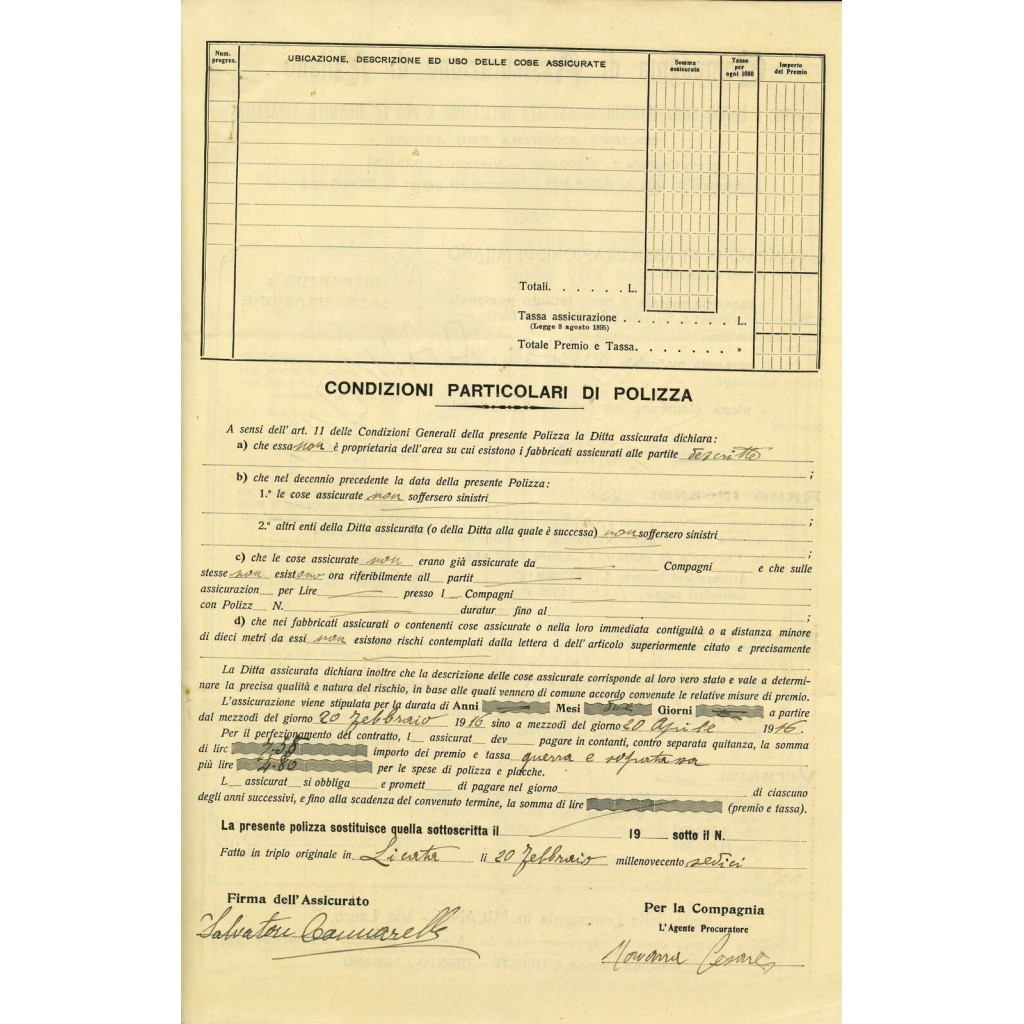 Num. progres.
UBICAZIONE, DESCRIZIONE ED USO DELLE COSE ASSICURATE
Somma assicurata
Tasso per ogni 1000
Importo del Premio
Totali. . . . . . L.
Tassa assicurazione . . . . . . . . L.
(Legge 8 agosto 1895)
Totale Premio e Tassa. . . . . . . »
CONDIZIONI PARTICOLARI DI POLIZZA
A sensi dell'art. 11 delle Condizioni Generali della presente Polizza la Ditta assicurata dichiara:
a) che essa non è proprietaria dell'area su cui esistono i fabbricati assicurati alle partite descritte
;
b) che nel decennio precedente la data della presente Polizza:
1.° le cose assicurate non soffersero sinistri
;
2.° altri enti della Ditta assicurata (o della Ditta alla quale è successa) non soffersero sinistri
;
c) che le cose assicurate non erano già assicurate da Compagni e che sulle
stesse non esistono ora riferibilmente all partit
assicurazion per Lire presso l Compagni
con Polizz N. duratur fino al ;
d) che nei fabbricati assicurati o contenenti cose assicurate o nella loro immediata contiguità o a distanza minore
di dieci metri da essi non esistono rischi contemplati dalla lettera d dell'articolo superiormente citato e precisamente
La Ditta assicurata dichiara inoltre che la descrizione delle cose assicurate corrisponde al loro vero stato e vale a determi-
nare la precisa qualità e natura del rischio, in base alle quali vennero di comune accordo convenute le relative misure di premio.
L'assicurazione viene stipulata per la durata di Anni Mesi due Giorni a partire
dal mezzodì del giorno 20 Febbraio 1916 sino a mezzodì del giorno 20 Aprile 1916.
Per il perfezionamento del contratto, l assicurat dev pagare in contanti, contro separata quitanza, la somma
di lire 7.58 importo dei premio e tassa guerra e sopratassa
più lire 4.80 per le spese di polizza e placche.
L assicurat si obbliga e promett di pagare nel giorno di ciascuno
degli anni successivi, e fino alla scadenza del convenuto termine, la somma di lire (premio e tassa).
La presente polizza sostituisce quella sottoscritta il 19 sotto il N.
Fatto in triplo originale in Licata li 20 Febbraio millenovecento sedici
Firma dell'Assicurato
Per la Compagnia
L'Agente Procuratore
Salvatore Cannarella
Cesare